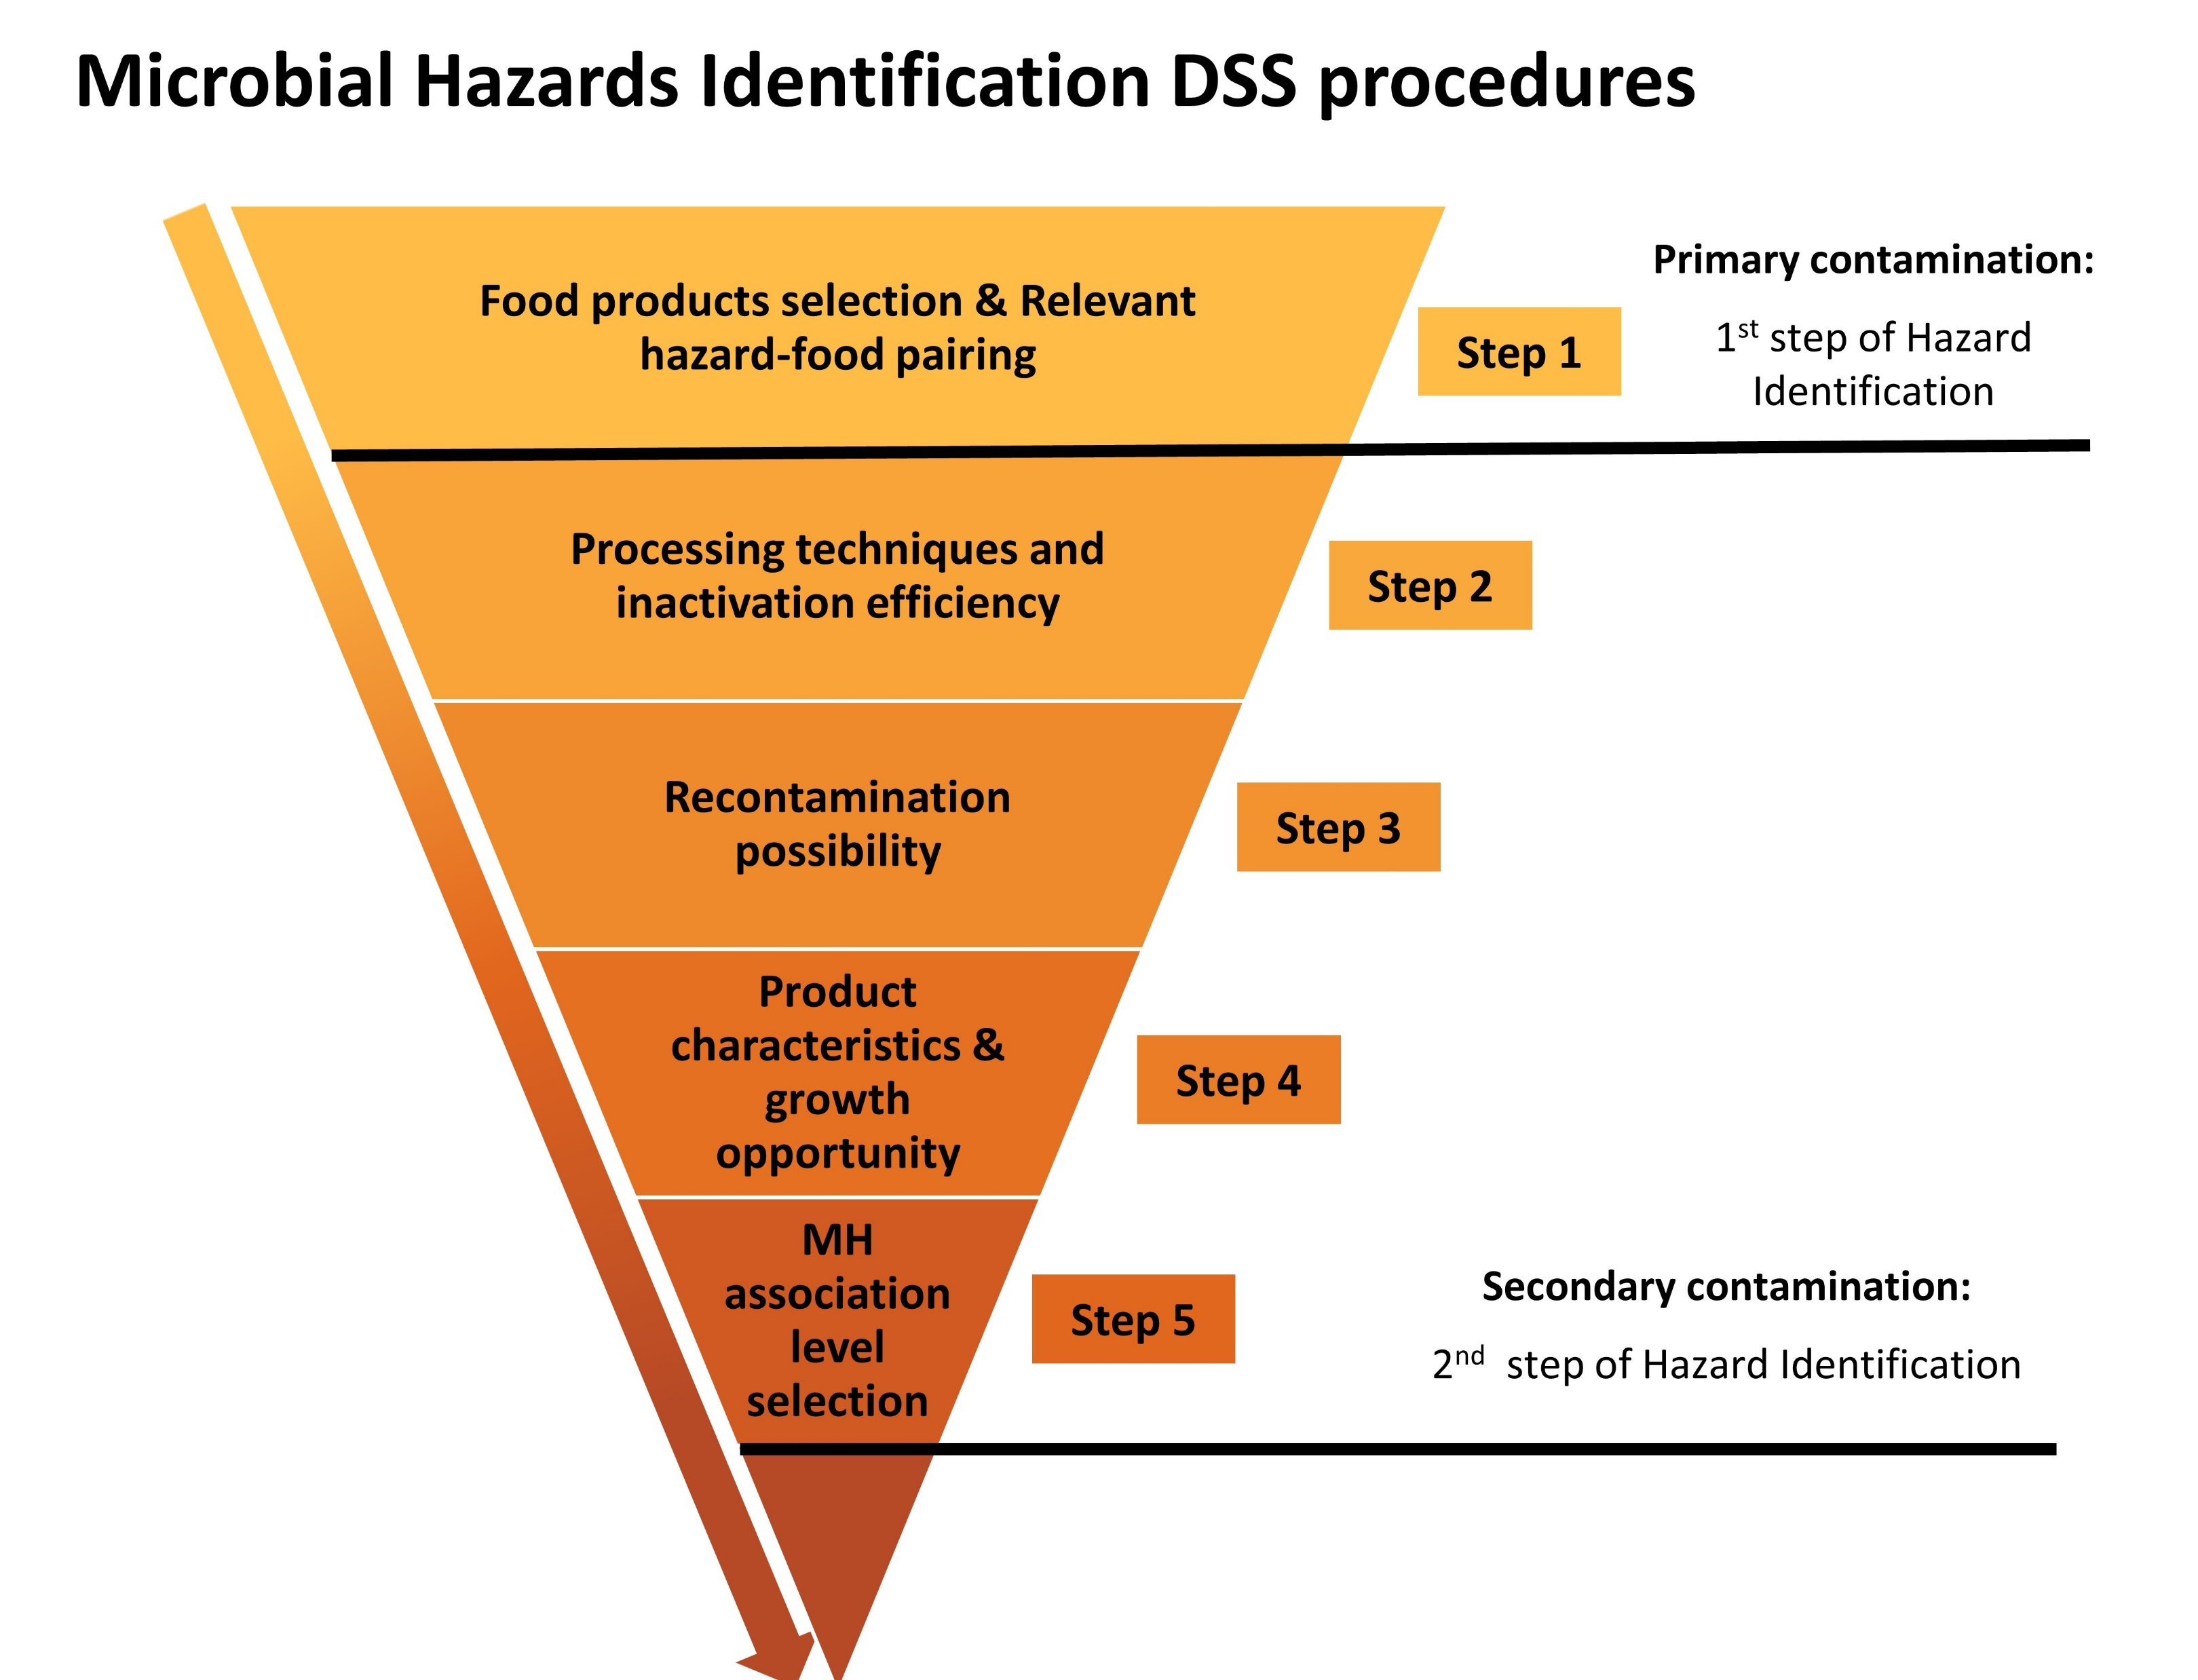 Microbial Hazards Identification DSS procedures
Food products selection & Relevant
hazard-food pairing
Step 1
Primary contamination:
1st step of Hazard
Identification
Processing techniques and
inactivation efficiency
Step 2
Recontamination
possibility
Step 3
Product
characteristics &
growth
opportunity
Step 4
MH
association
level
selection
Step 5
Secondary contamination:
2nd step of Hazard Identification